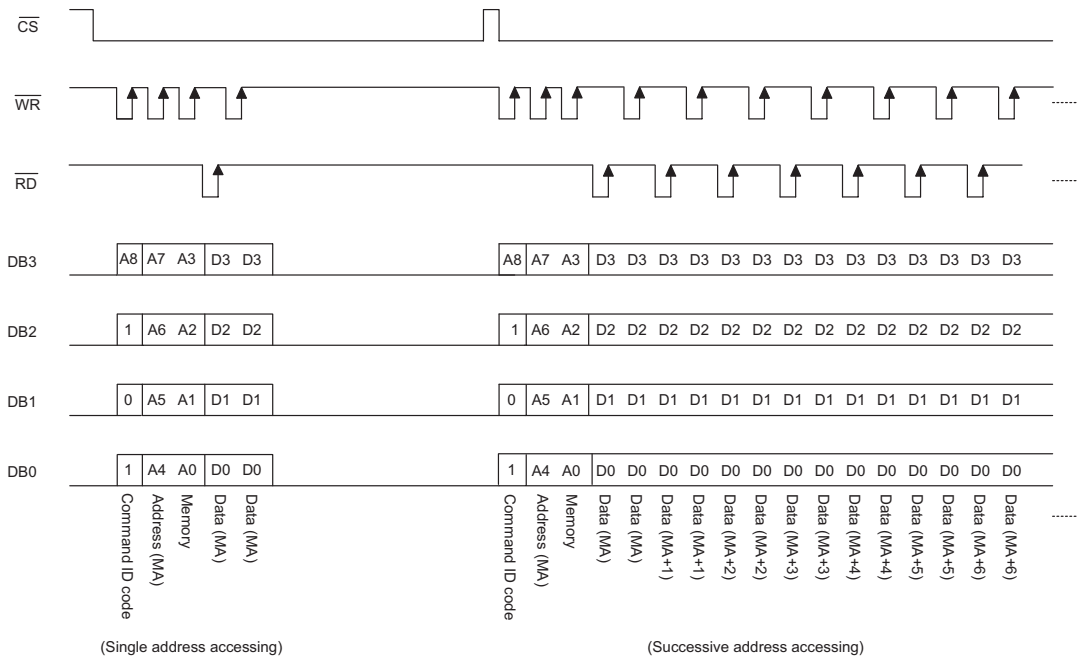 CS
WR
RD
DB3 A8 A7 A3 D3 D3 A8 A7 A3 D3 D3 D3 D3 D3 D3 D3 D3 D3 D3 D3 D3 D3 D3
DB2 1 A6 A2 D2 D2 1 A6 A2 D2 D2 D2 D2 D2 D2 D2 D2 D2 D2 D2 D2 D2 D2
DB1 0 A5 A1 D1 D1 0 A5 A1 D1 D1 D1 D1 D1 D1 D1 D1 D1 D1 D1 D1 D1 D1
DB0 1 A4 A0 D0 D0 1 A4 A0 D0 D0 D0 D0 D0 D0 D0 D0 D0 D0 D0 D0 D0 D0
Command ID code
Address (MA)
Memory
Data (MA)
Data (MA)
Command ID code
Address (MA)
Memory
Data (MA)
Data (MA)
Data (MA+1)
Data (MA+1)
Data (MA+2)
Data (MA+2)
Data (MA+3)
Data (MA+3)
Data (MA+4)
Data (MA+4)
Data (MA+5)
Data (MA+5)
Data (MA+6)
Data (MA+6)
(Single address accessing)
(Successive address accessing)